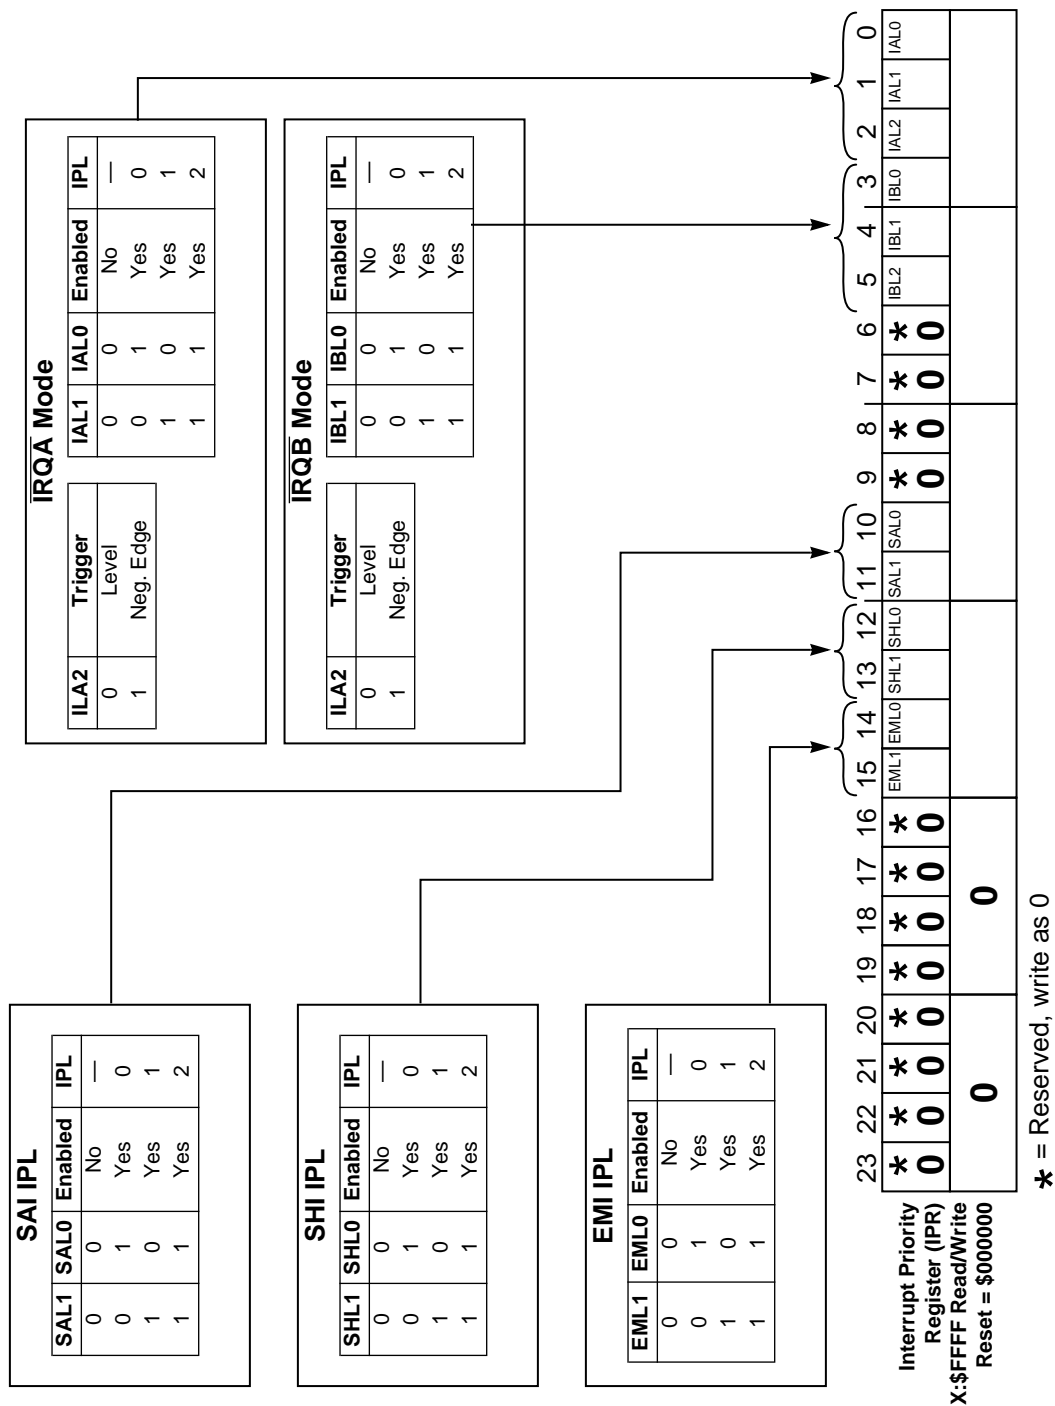 SAI IPL
SAL1 SAL0 Enabled IPL
0 0 No —
0 1 Yes 0
1 0 Yes 1
1 1 Yes 2
SHI IPL
SHL1 SHL0 Enabled IPL
0 0 No —
0 1 Yes 0
1 0 Yes 1
1 1 Yes 2
EMI IPL
EML1 EML0 Enabled IPL
0 0 No —
0 1 Yes 0
1 0 Yes 1
1 1 Yes 2
IRQA Mode
ILA2 Trigger
0 Level
1 Neg. Edge
IAL1 IAL0 Enabled IPL
0 0 No —
0 1 Yes 0
1 0 Yes 1
1 1 Yes 2
IRQB Mode
ILA2 Trigger
0 Level
1 Neg. Edge
IBL1 IBL0 Enabled IPL
0 0 No —
0 1 Yes 0
1 0 Yes 1
1 1 Yes 2
23 22 21 20 19 18 17 16 15 14 13 12 11 10 9 8 7 6 5 4 3 2 1 0
* * * * * * * * EML1 EML0 SHL1 SHL0 SAL1 SAL0 * * * * IBL2 IBL1 IBL0 IAL2 IAL1 IAL0
0 0 0 0 0 0 0 0 0 0 0 0
0 0
Interrupt Priority
Register (IPR)
X:$FFFF Read/Write
Reset = $000000
* = Reserved, write as 0